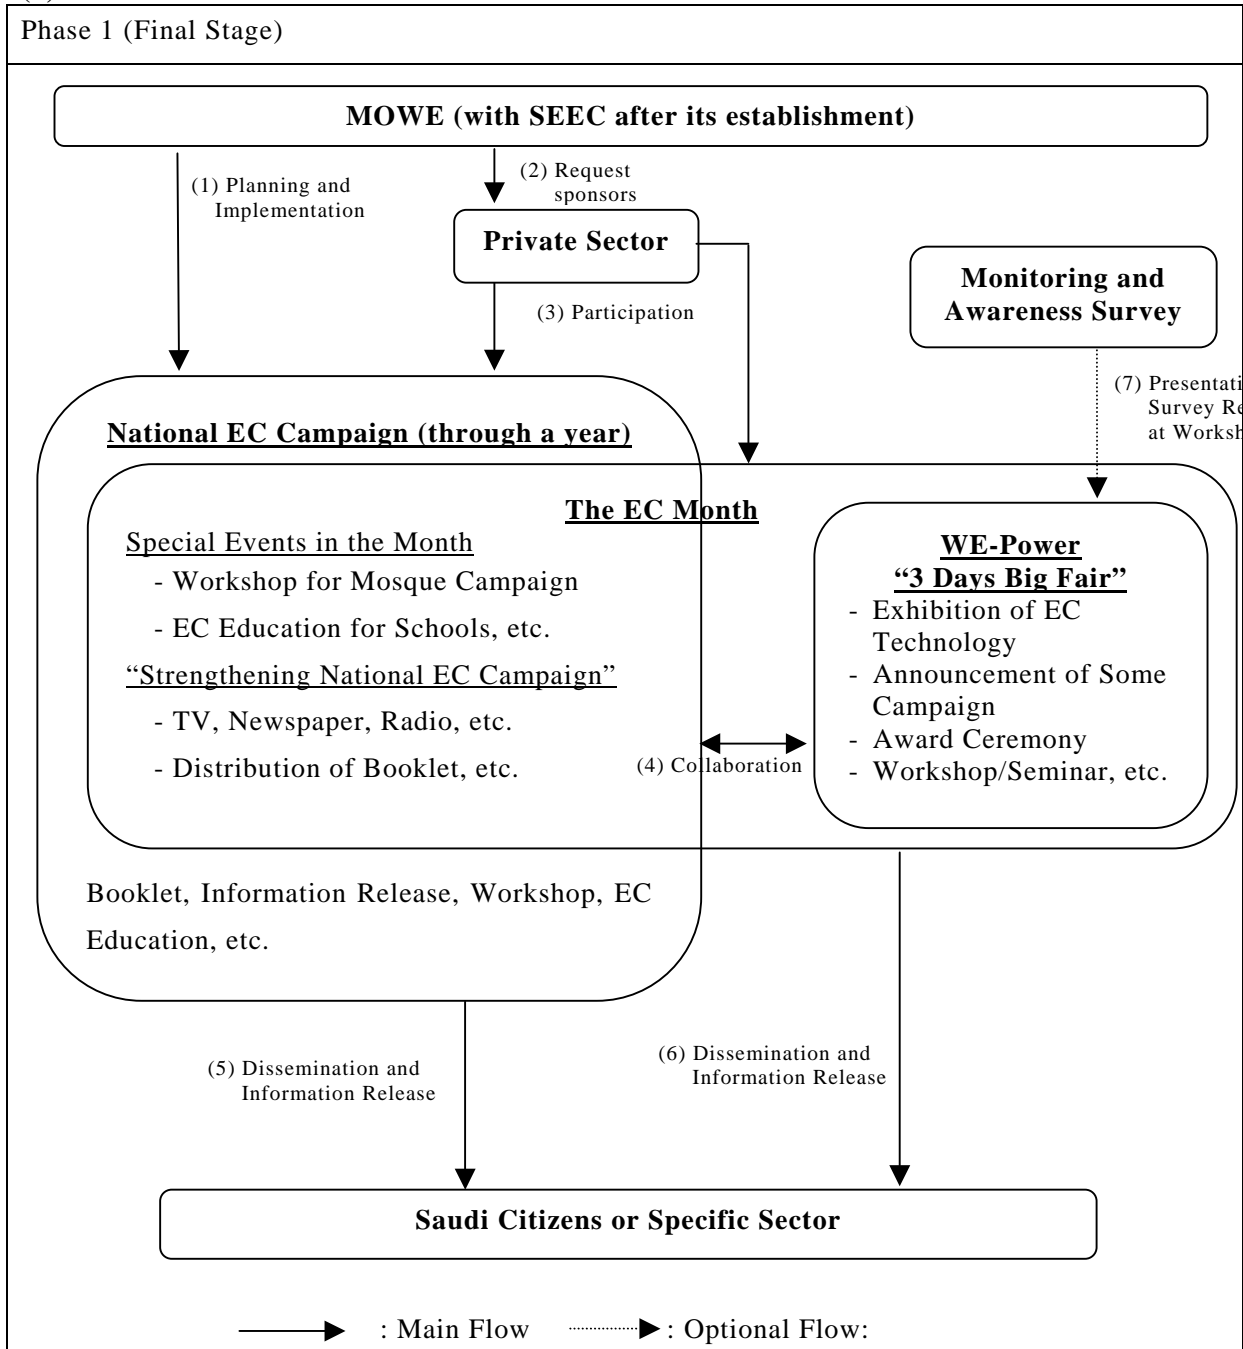 Phase 1 (Final Stage)
MOWE (with SEEC after its establishment)
(1) Planning and
Implementation
(2) Request
sponsors
Private Sector
(3) Participation
Monitoring and
Awareness Survey
(7)
Survey
at
National EC Campaign (through a year)
The EC Month
Special Events in the Month
- Workshop for Mosque Campaign
- EC Education for Schools, etc.
“Strengthening National EC Campaign”
- TV, Newspaper, Radio, etc.
- Distribution of Booklet, etc.
(4) Collaboration
WE-Power
“3 Days Big Fair”
- Exhibition of EC
Technology
- Announcement of Some
Campaign
- Award Ceremony
- Workshop/Seminar, etc.
Booklet, Information Release, Workshop, EC
Education, etc.
(5) Dissemination and
Information Release
(6) Dissemination and
Information Release
Saudi Citizens or Specific Sector
: Main Flow : Optional Flow: